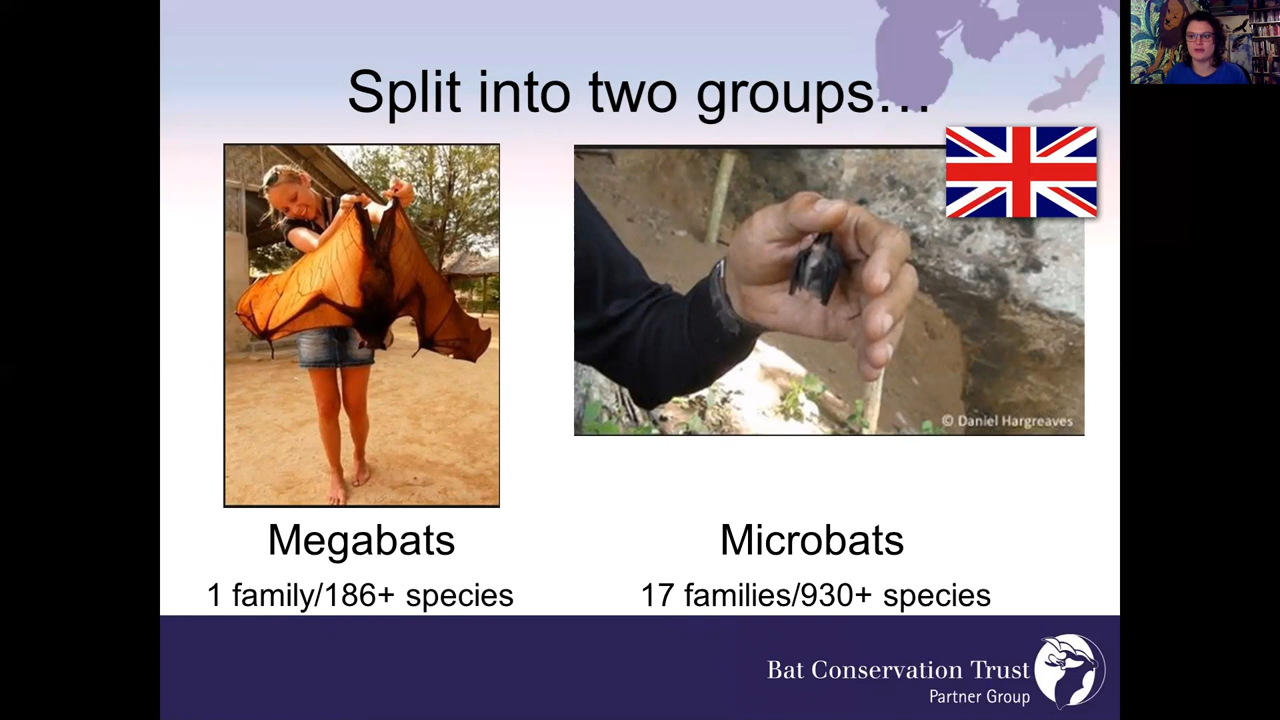 Split into two groups…
© Daniel Hargreaves
Megabats
Microbats
1 family/186+ species
17 families/930+ species
Bat Conservation Trust
Partner Group